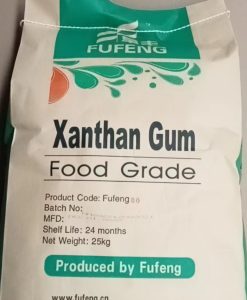 FUFENG
Xanthan Gum
Food Grade
Product Code: Fufeng80
Batch No:
MFD:
Shelf Life: 24 months
Net Weight: 25kg
Produced by Fufeng
www.fufeng.cn